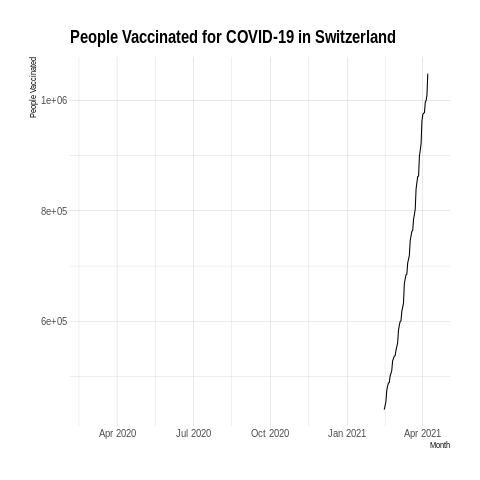 People Vaccinated for COVID-19 in Switzerland
People Vaccinated
1e+06
8e+05
6e+05
Apr 2020 Jul 2020 Oct 2020 Jan 2021 Apr 2021
Month